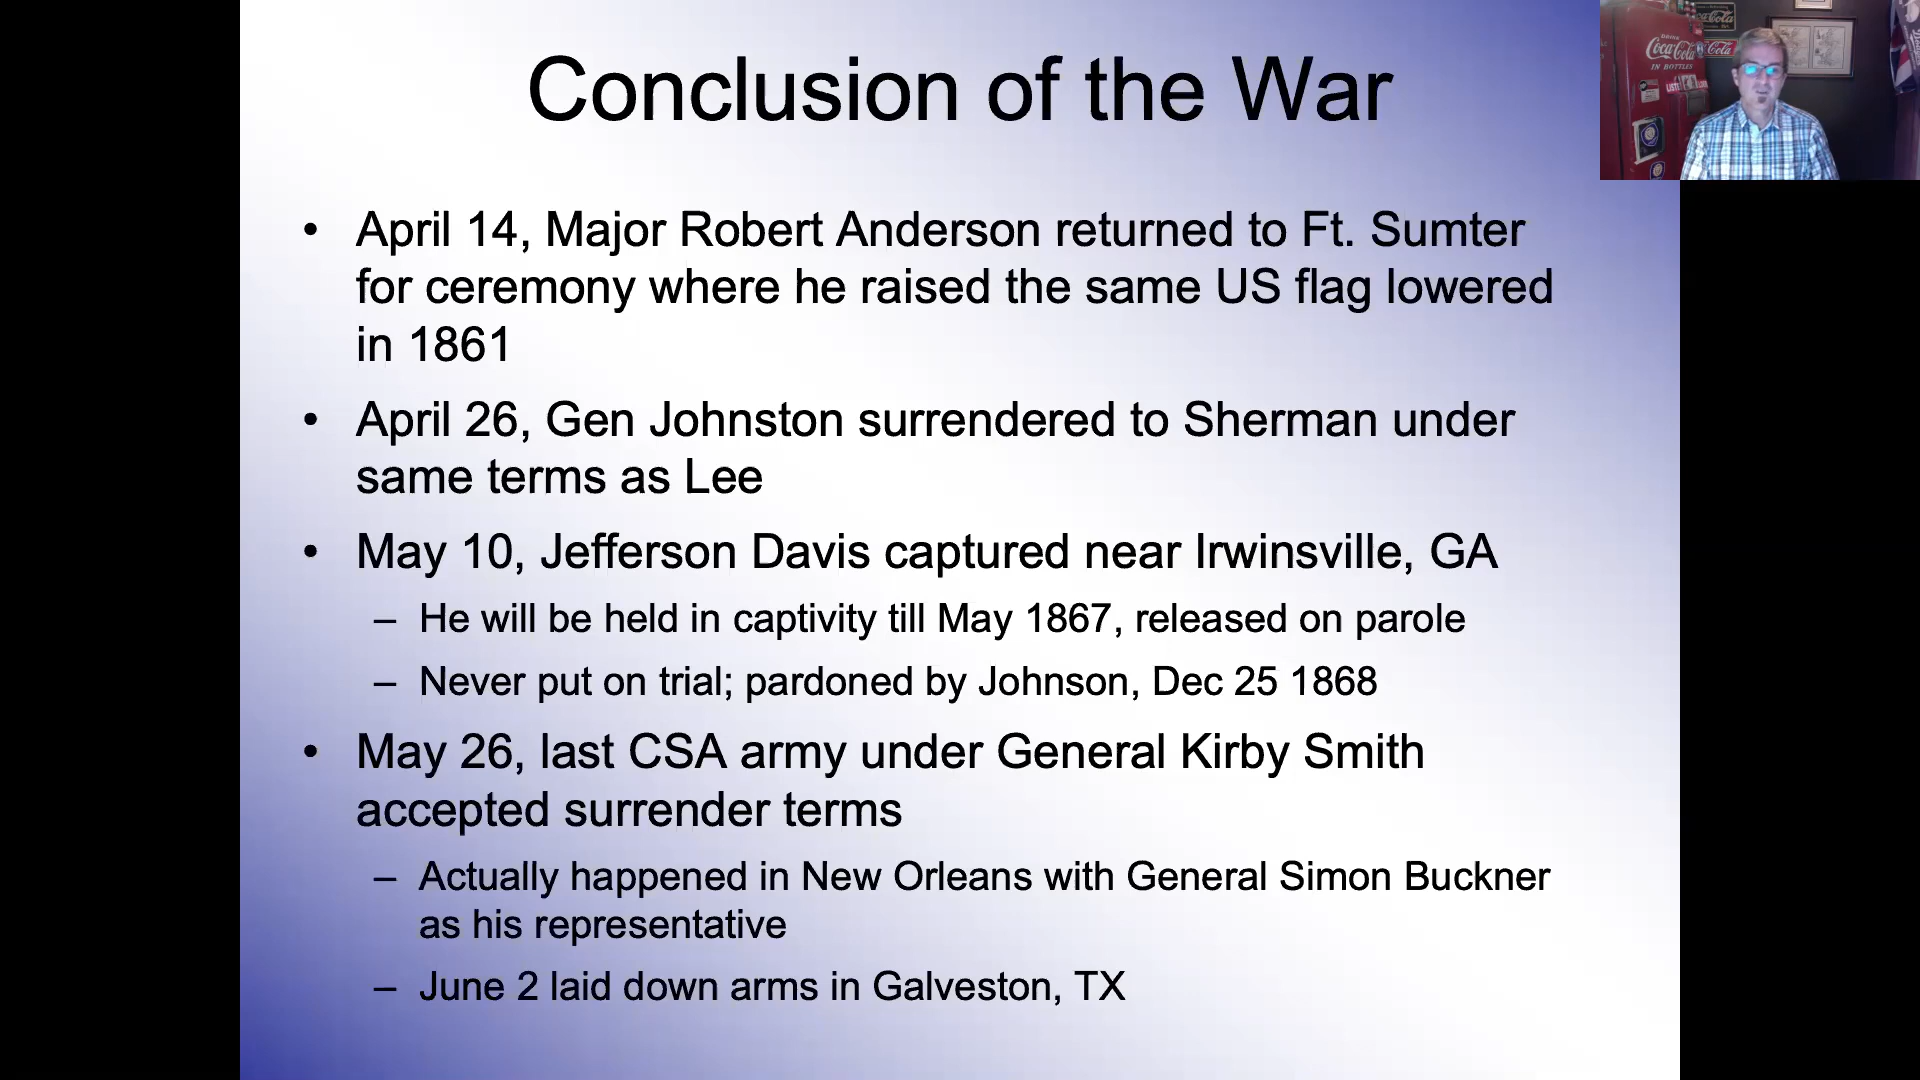 Conclusion of the War
• April 14, Major Robert Anderson returned to Ft. Sumter
for ceremony where he raised the same US flag lowered
in 1861
• April 26, Gen Johnston surrendered to Sherman under
same terms as Lee
• May 10, Jefferson Davis captured near Irwinsville, GA
– He will be held in captivity till May 1867, released on parole
– Never put on trial; pardoned by Johnson, Dec 25 1868
• May 26, last CSA army under General Kirby Smith
accepted surrender terms
– Actually happened in New Orleans with General Simon Buckner
as his representative
– June 2 laid down arms in Galveston, TX
DRINK
Coca-Cola
IN BOTTLES